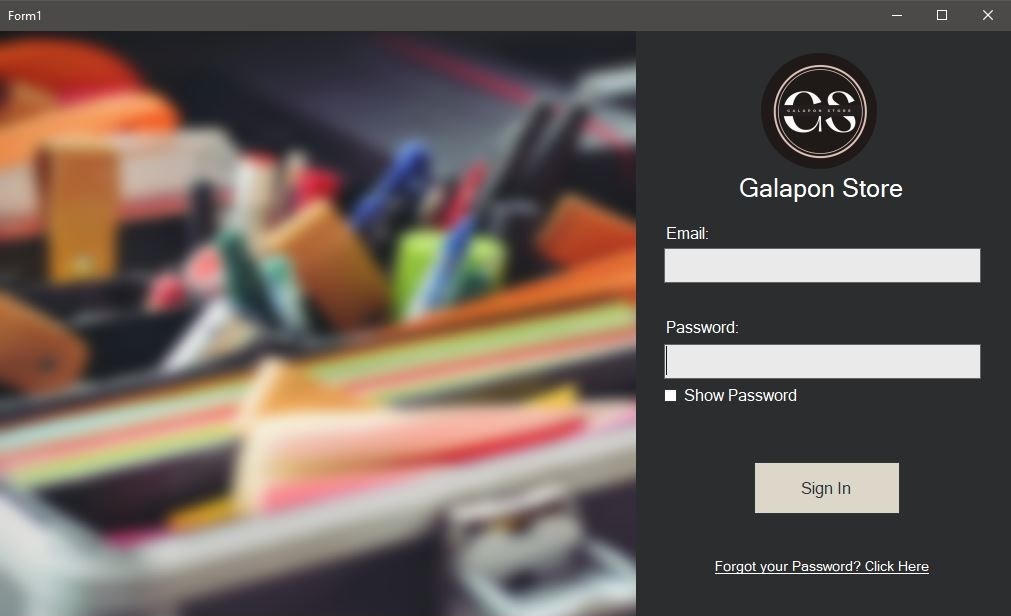 Form1
GS
GALAPON STORE
Galapon Store
Email:
Password:
Show Password
Sign In
Forgot your Password? Click Here